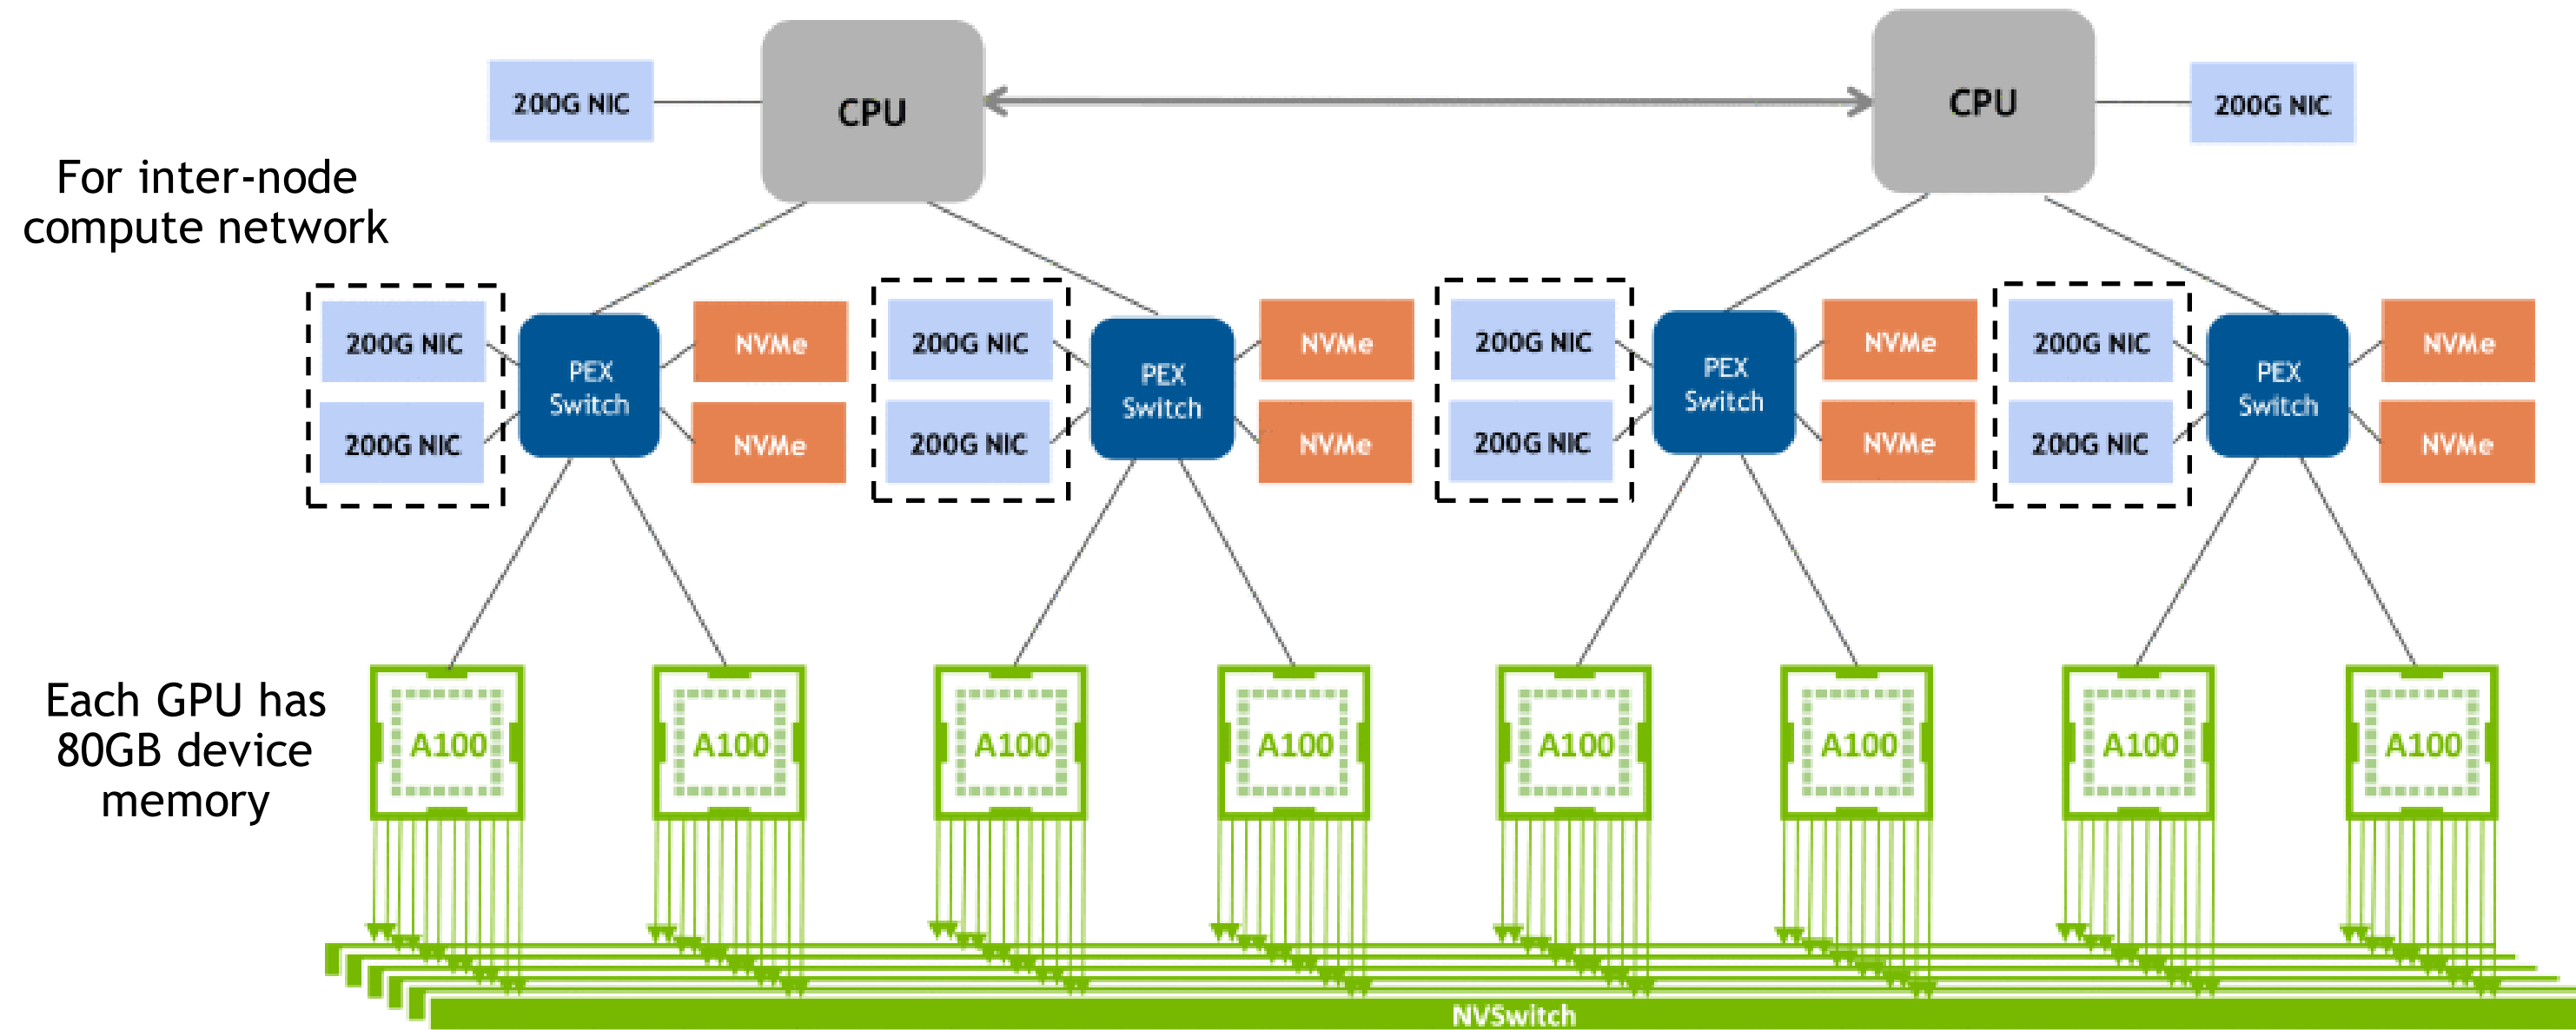 CPU
CPU
200G NIC
200G NIC
For inter-node
compute network
200G NIC
200G NIC
PEX
Switch
NVMe
NVMe
200G NIC
200G NIC
PEX
Switch
NVMe
NVMe
200G NIC
200G NIC
PEX
Switch
NVMe
NVMe
200G NIC
200G NIC
PEX
Switch
NVMe
NVMe
Each GPU has
80GB device
memory
A100
A100
A100
A100
A100
A100
A100
A100
NVSwitch